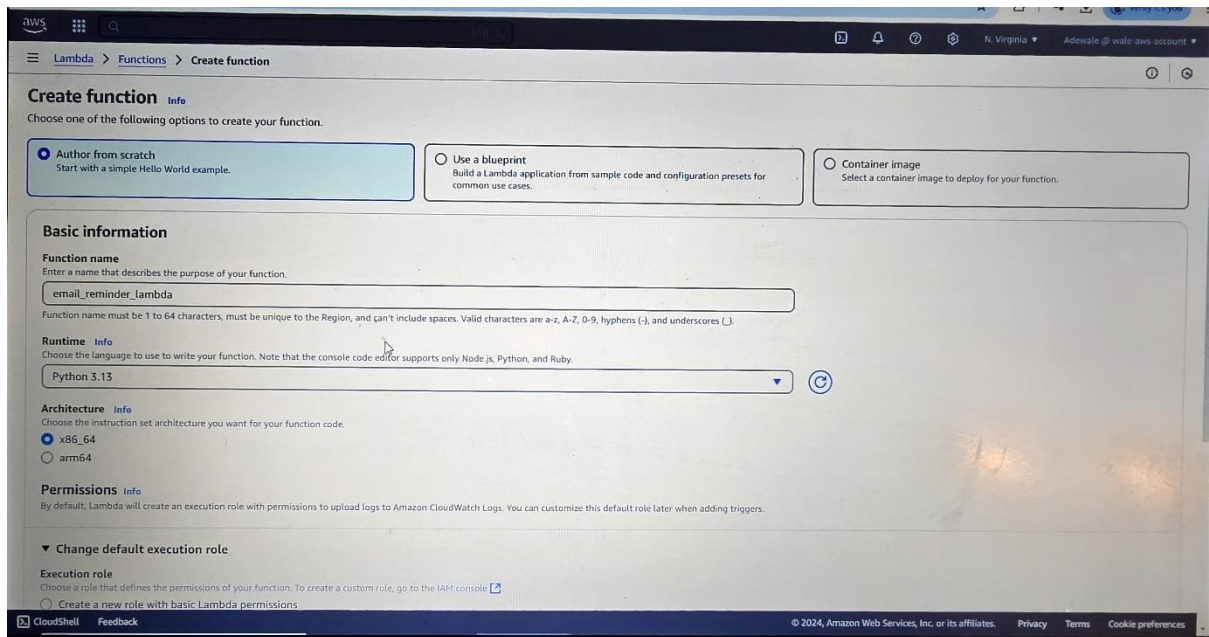 aws
N. Virginia
Adewale @ wale-aws-account
Lambda > Functions > Create function
Create function Info
Choose one of the following options to create your function.
Author from scratch
Start with a simple Hello World example.
Use a blueprint
Build a Lambda application from sample code and configuration presets for
common use cases.
Container image
Select a container image to deploy for your function.
Basic information
Function name
Enter a name that describes the purpose of your function.
email_reminder_lambda
Function name must be 1 to 64 characters, must be unique to the Region, and can't include spaces. Valid characters are a-z, A-Z, 0-9, hyphens (-), and underscores (_).
Runtime Info
Choose the language to use to write your function. Note that the console code editor supports only Node.js, Python, and Ruby.
Python 3.13
Architecture Info
Choose the instruction set architecture you want for your function code.
x86_64
arm64
Permissions Info
By default, Lambda will create an execution role with permissions to upload logs to Amazon CloudWatch Logs. You can customize this default role later when adding triggers.
Change default execution role
Execution role
Choose a role that defines the permissions of your function. To create a custom role, go to the IAM console
Create a new role with basic Lambda permissions
CloudShell Feedback
© 2024, Amazon Web Services, Inc. or its affiliates. Privacy Terms Cookie preferences